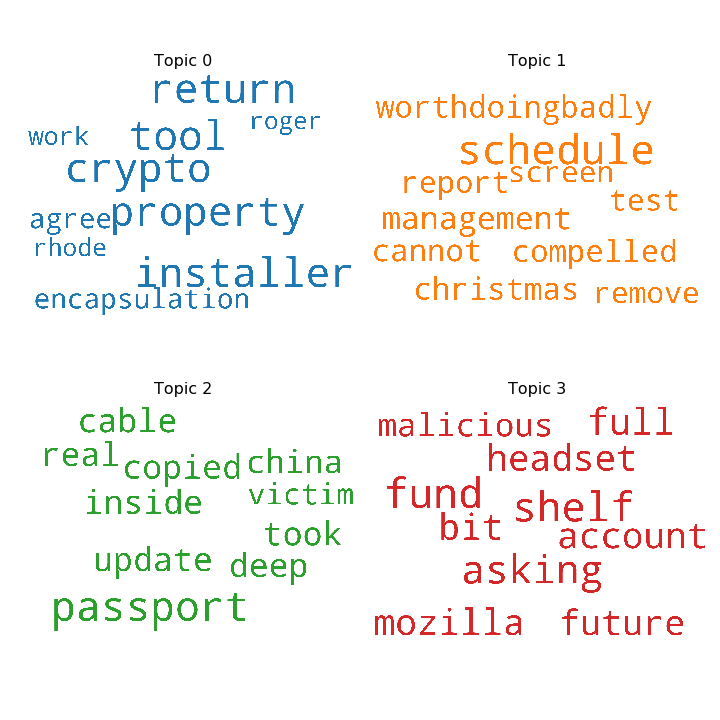 Topic 0
return
roger
work
tool
crypto
agree
property
rhode
installer
encapsulation
Topic 1
worthdoingbadly
schedule
screen
report
test
management
cannot
compelled
christmas
remove
Topic 2
cable
real
copied
china
inside
victim
took
update
deep
passport
Topic 3
malicious
full
headset
fund
shelf
bit
account
asking
mozilla
future